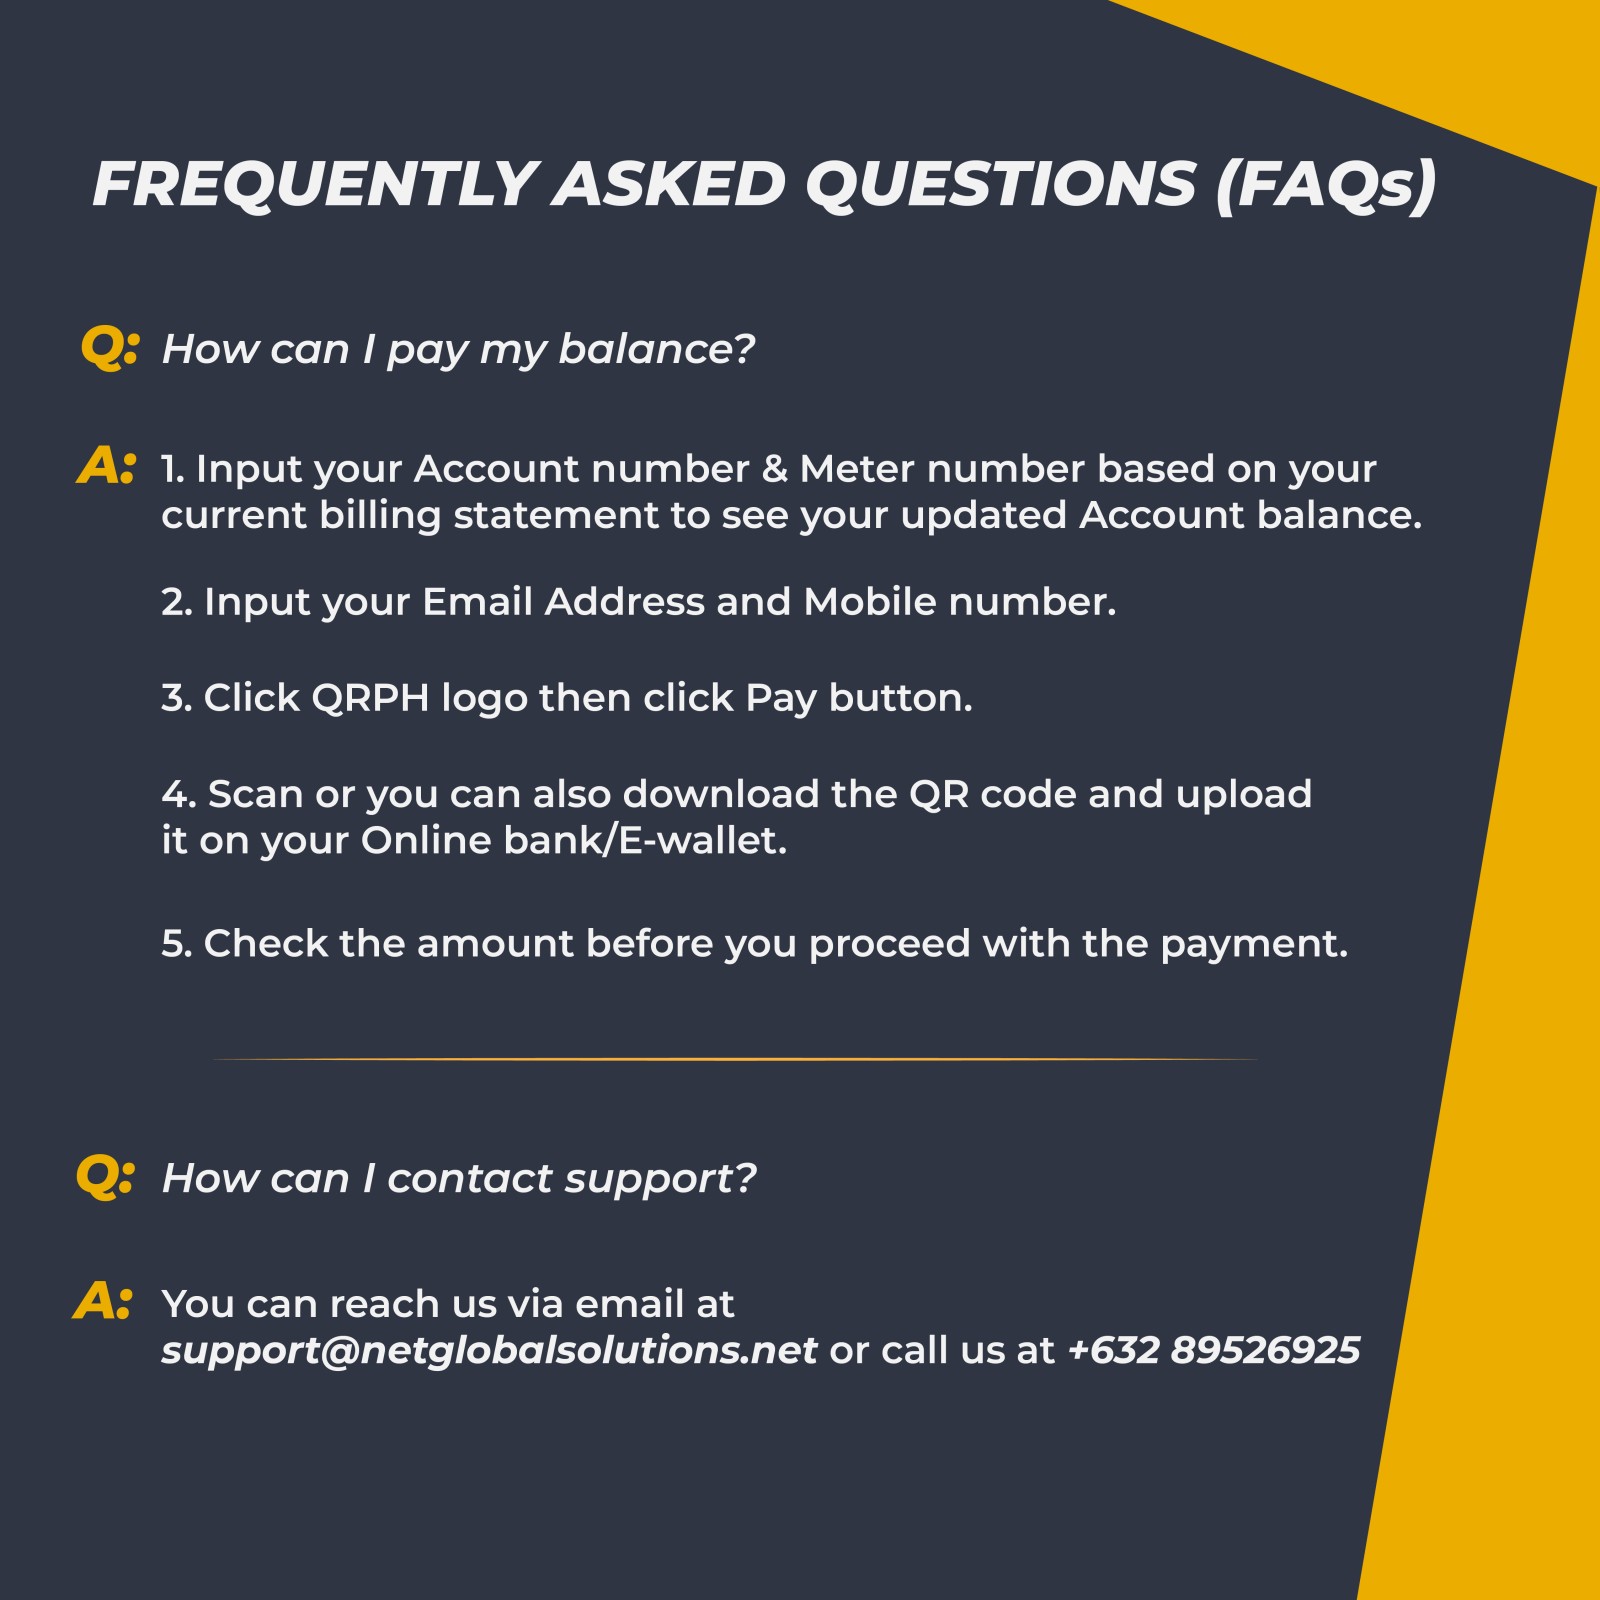 FREQUENTLY ASKED QUESTIONS (FAQs)
Q: How can I pay my balance?
A: 1. Input your Account number & Meter number based on your
current billing statement to see your updated Account balance.
2. Input your Email Address and Mobile number.
3. Click QRPH logo then click Pay button.
4. Scan or you can also download the QR code and upload
it on your Online bank/E-wallet.
5. Check the amount before you proceed with the payment.
Q: How can I contact support?
A: You can reach us via email at
support@netglobalsolutions.net or call us at +632 89526925